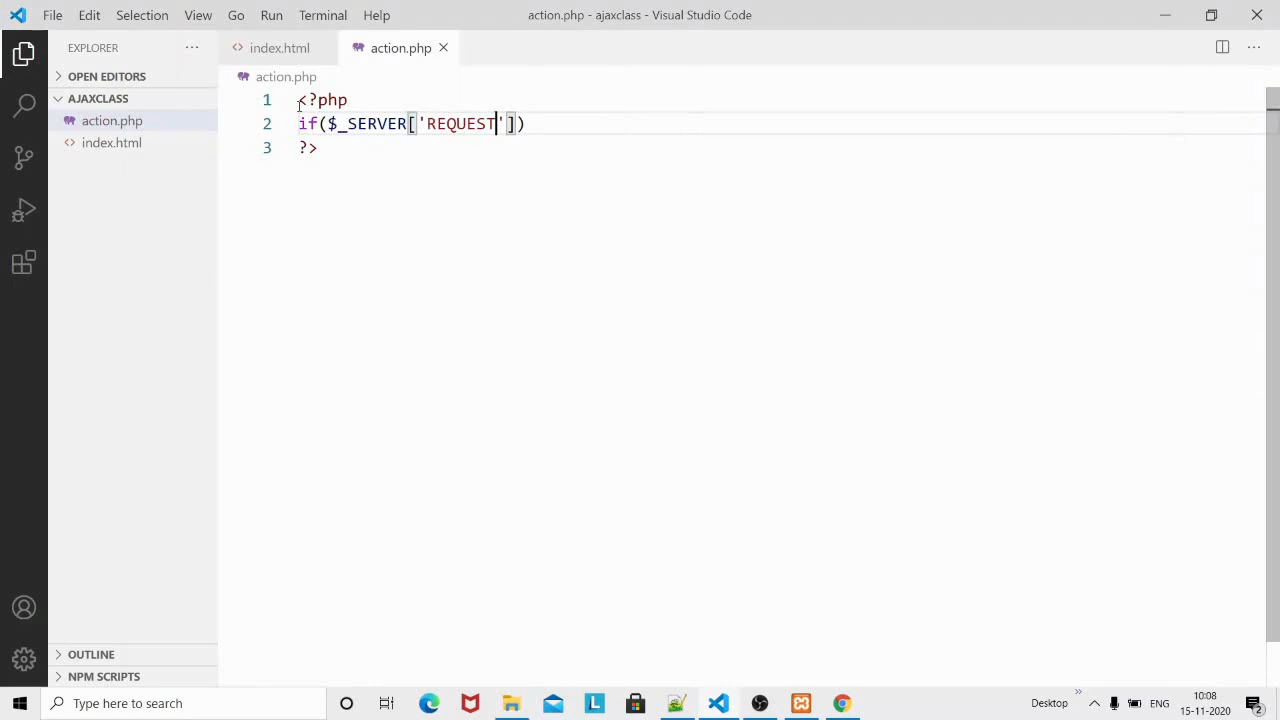 File Edit Selection View Go Run Terminal Help action.php - ajaxclass - Visual Studio Code
EXPLORER
index.html
action.php
OPEN EDITORS
AJAXCLASS
action.php
index.html
action.php
1 <?php
2 if($_SERVER['REQUEST'])
3 ?>
OUTLINE
NPM SCRIPTS
Type here to search
L
Desktop
ENG
10:08
15-11-2020
2